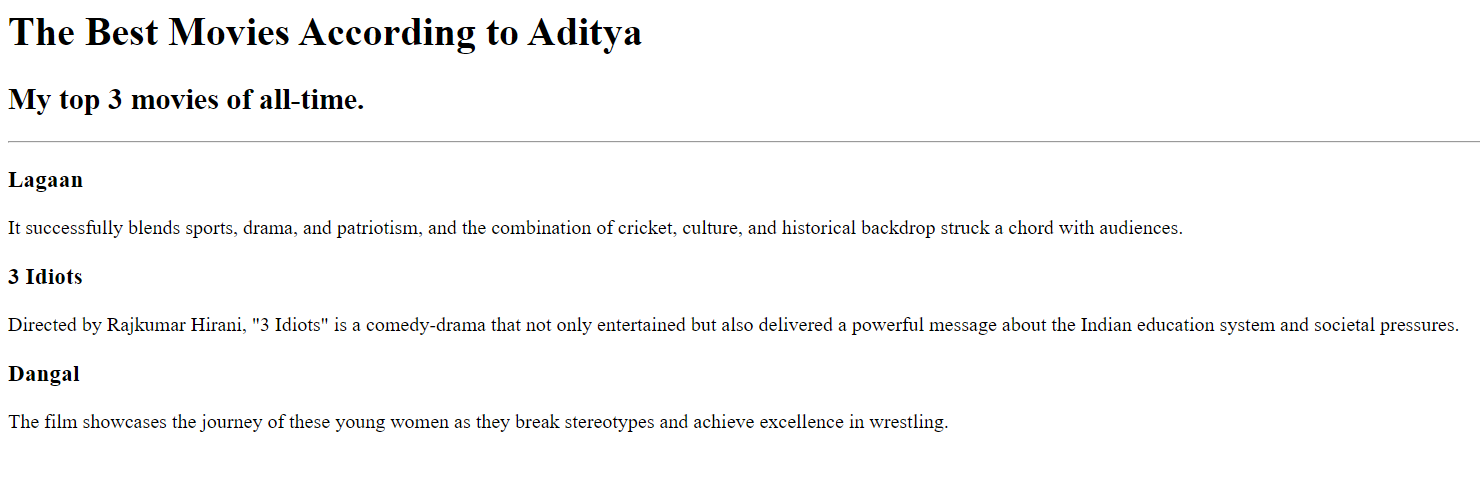 The Best Movies According to Aditya
My top 3 movies of all-time.
Lagaan
It successfully blends sports, drama, and patriotism, and the combination of cricket, culture, and historical backdrop struck a chord with audiences.
3 Idiots
Directed by Rajkumar Hirani, "3 Idiots" is a comedy-drama that not only entertained but also delivered a powerful message about the Indian education system and societal pressures.
Dangal
The film showcases the journey of these young women as they break stereotypes and achieve excellence in wrestling.